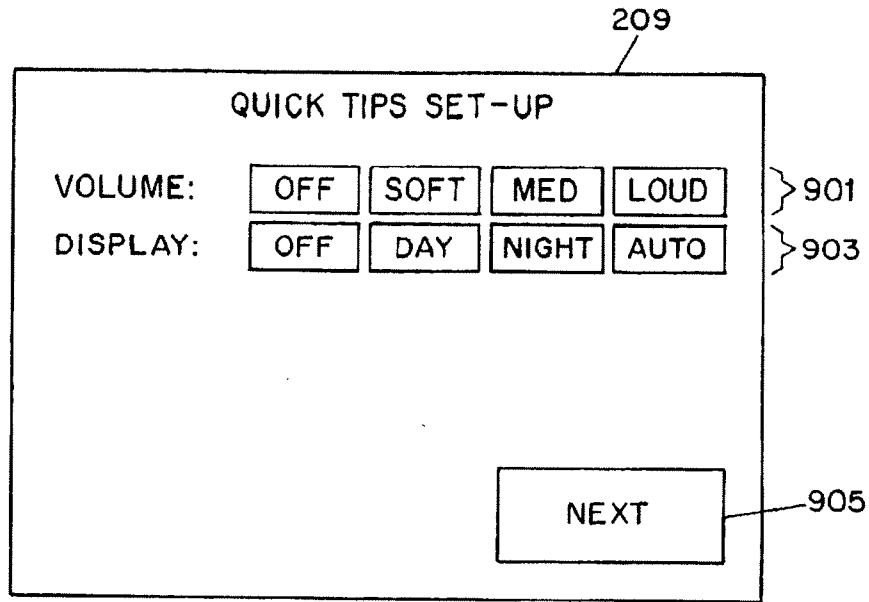 209
QUICK TIPS SET-UP
VOLUME: OFF SOFT MED LOUD 901
DISPLAY: OFF DAY NIGHT AUTO 903
NEXT 905